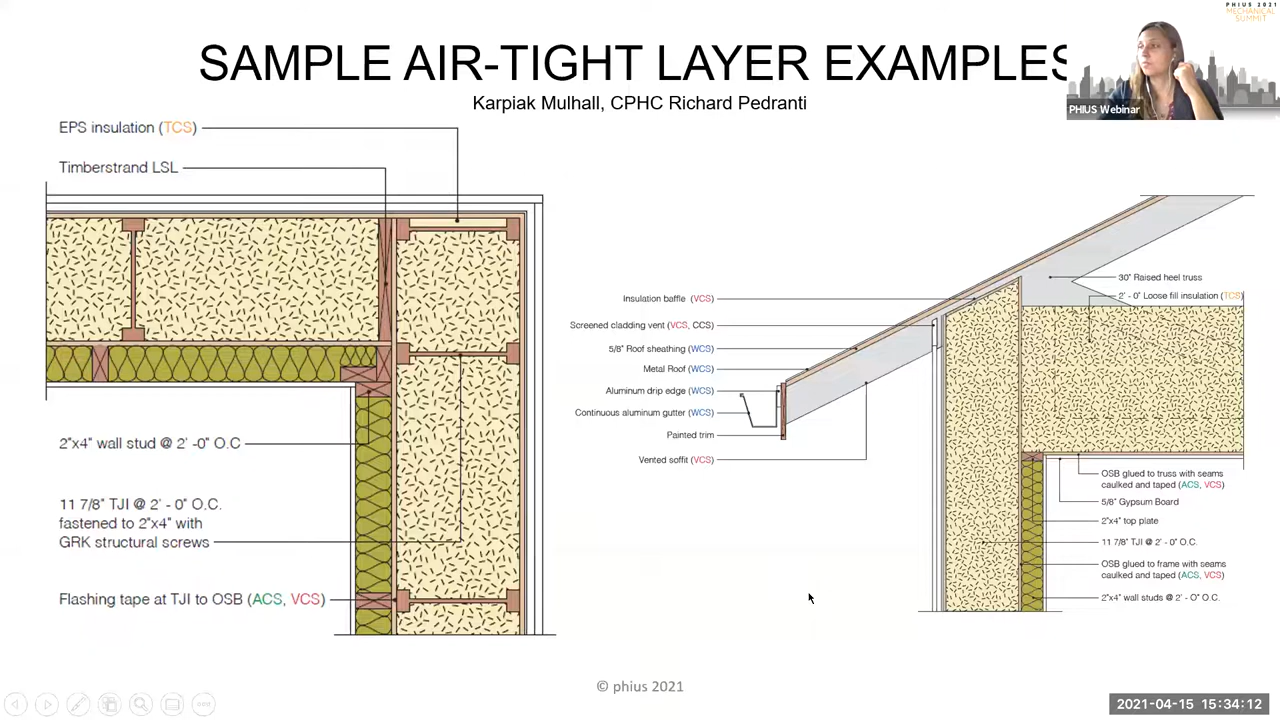 PHIUS 2021
MECHANICAL
SUMMIT
SAMPLE AIR-TIGHT LAYER EXAMPLES
Karpiak Mulhall, CPHC Richard Pedranti
PHIUS Webinar
EPS insulation (TCS)
Timberstrand LSL
2"x4" wall stud @ 2' -0" O.C
11 7/8" TJI @ 2' - 0" O.C.
fastened to 2"x4" with
GRK structural screws
Flashing tape at TJI to OSB (ACS, VCS)
Insulation baffle (VCS)
Screened cladding vent (VCS, CCS)
5/8" Roof sheathing (WCS)
Metal Roof (WCS)
Aluminum drip edge (WCS)
Continuous aluminum gutter (WCS)
Painted trim
Vented soffit (VCS)
30" Raised heel truss
2' - 0" Loose fill insulation (TCS)
OSB glued to truss with seams
caulked and taped (ACS, VCS)
5/8" Gypsum Board
2"x4" top plate
11 7/8" TJI @ 2' - 0" O.C.
OSB glued to frame with seams
caulked and taped (ACS, VCS)
2"x4" wall studs @ 2' - O" O.C.
© phius 2021
2021-04-15 15:34:12